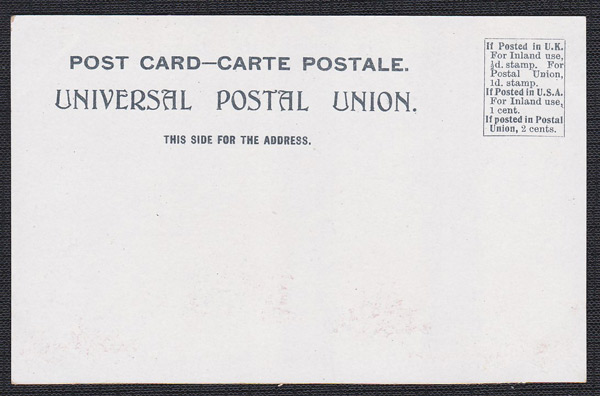 POST CARD—CARTE POSTALE.
UNIVERSAL POSTAL UNION.
THIS SIDE FOR THE ADDRESS.
If Posted in U.K.
For Inland use,
½d. stamp. For
Postal Union,
1d. stamp.
If Posted in U.S.A.
For Inland use,
1 cent.
If posted in Postal
Union, 2 cents.